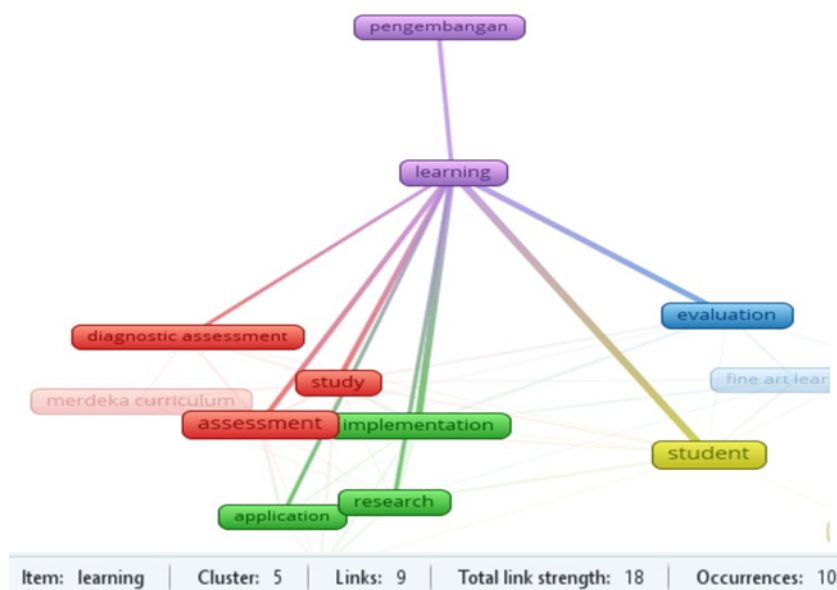 pengembangan
learning
evaluation
diagnostic assessment
fine art lear
study
merdeka curriculum
assessment
implementation
student
research
application
Item: learning | Cluster: 5 | Links: 9 | Total link strength: 18 | Occurrences: 10